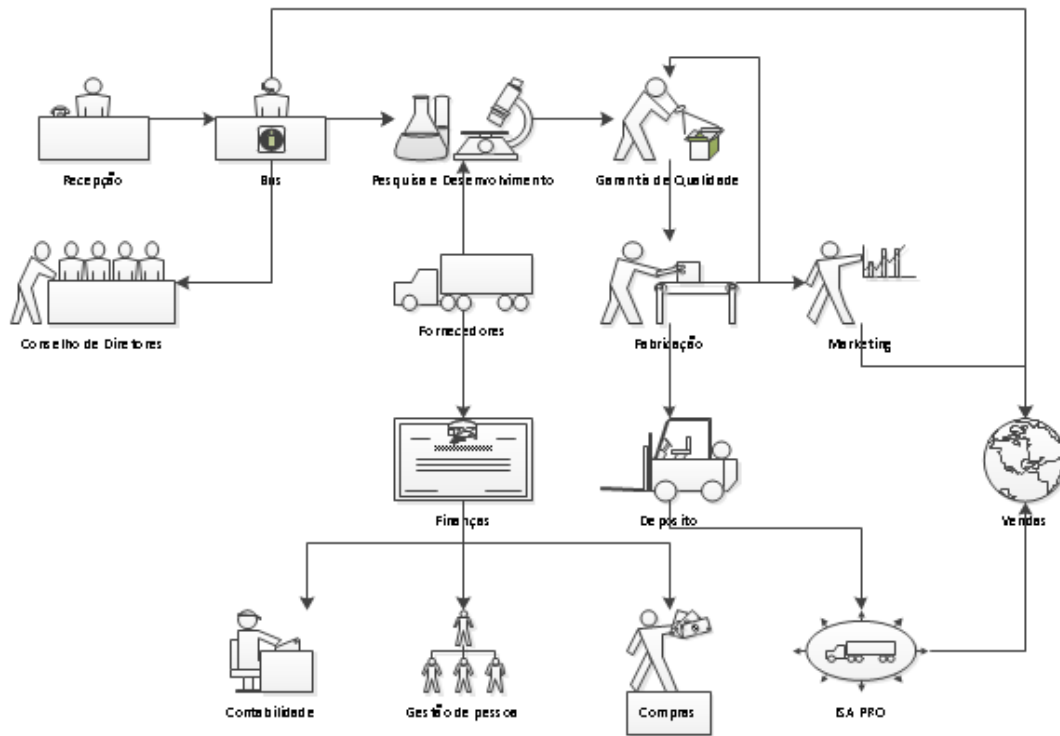 Recepção
Bus
Pesquisa e Desenvolvimento
Garantia de Qualidade
Conselho de Diretores
Fornecedores
Fabricação
Marketing
Finanças
Depósito
Vendas
Contabilidade
Gestão de pessoa
Compras
ISA PRO